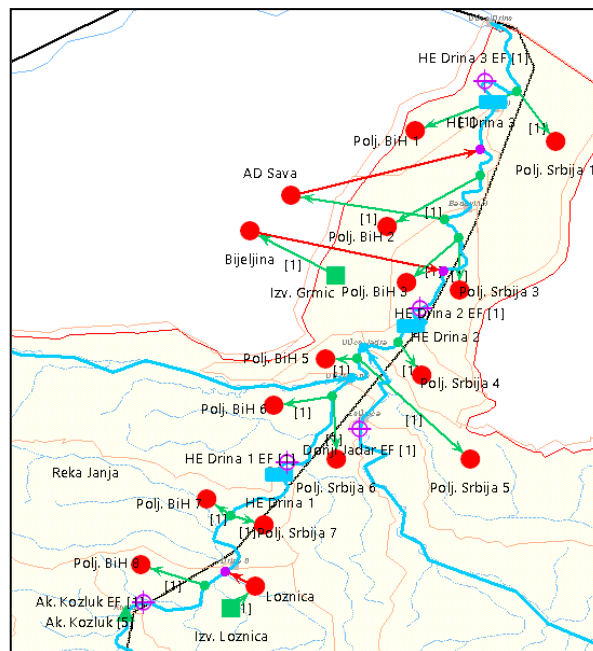 HE Drina 3 EF [1]
HE Drina 3
[1]
[1]
Polj. BiH 1
Polj. Srbija 1
AD Sava
[1]
[1]
Polj. BiH 2
Bijeljina
[1]
Izv. Grmic
Polj. BiH 3
Polj. Srbija 3
HE Drina 2 EF [1]
HE Drina 2
Polj. BiH 5
[1]
[1]
Polj. Srbija 4
Polj. BiH 6
[1]
[1]
[1]
Donji Jadar EF [1]
HE Drina 1 EF [1]
Reka Janja
Polj. Srbija 6
Polj. Srbija 5
Polj. BiH 7
HE Drina 1
[1]
[1]
Polj. Srbija 7
Polj. BiH 8
[1]
Ak. Kozluk EF [1]
Loznica
Ak. Kozluk [5]
Izv. Loznica